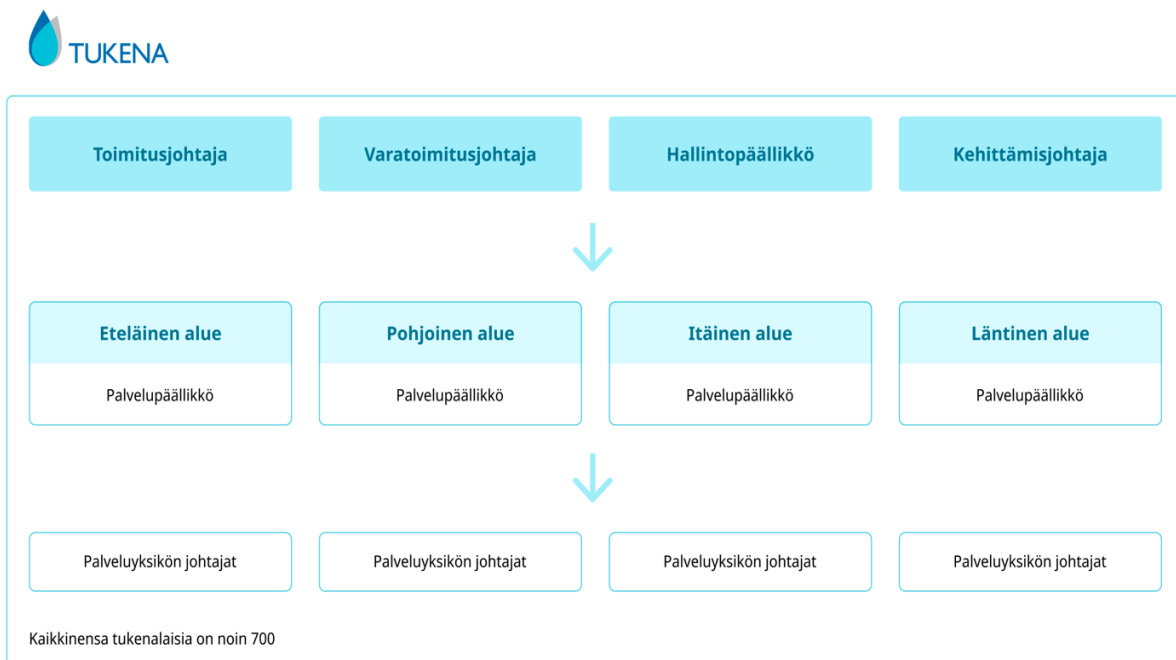 TUKENA
Toimitusjohtaja
Varatoimitusjohtaja
Hallintopäällikkö
Kehittämisjohtaja
Eteläinen alue
Palvelupäällikkö
Pohjoinen alue
Palvelupäällikkö
Itäinen alue
Palvelupäällikkö
Läntinen alue
Palvelupäällikkö
Palveluyksikön johtajat
Palveluyksikön johtajat
Palveluyksikön johtajat
Palveluyksikön johtajat
Kaikkinensa tukenalaisia on noin 700